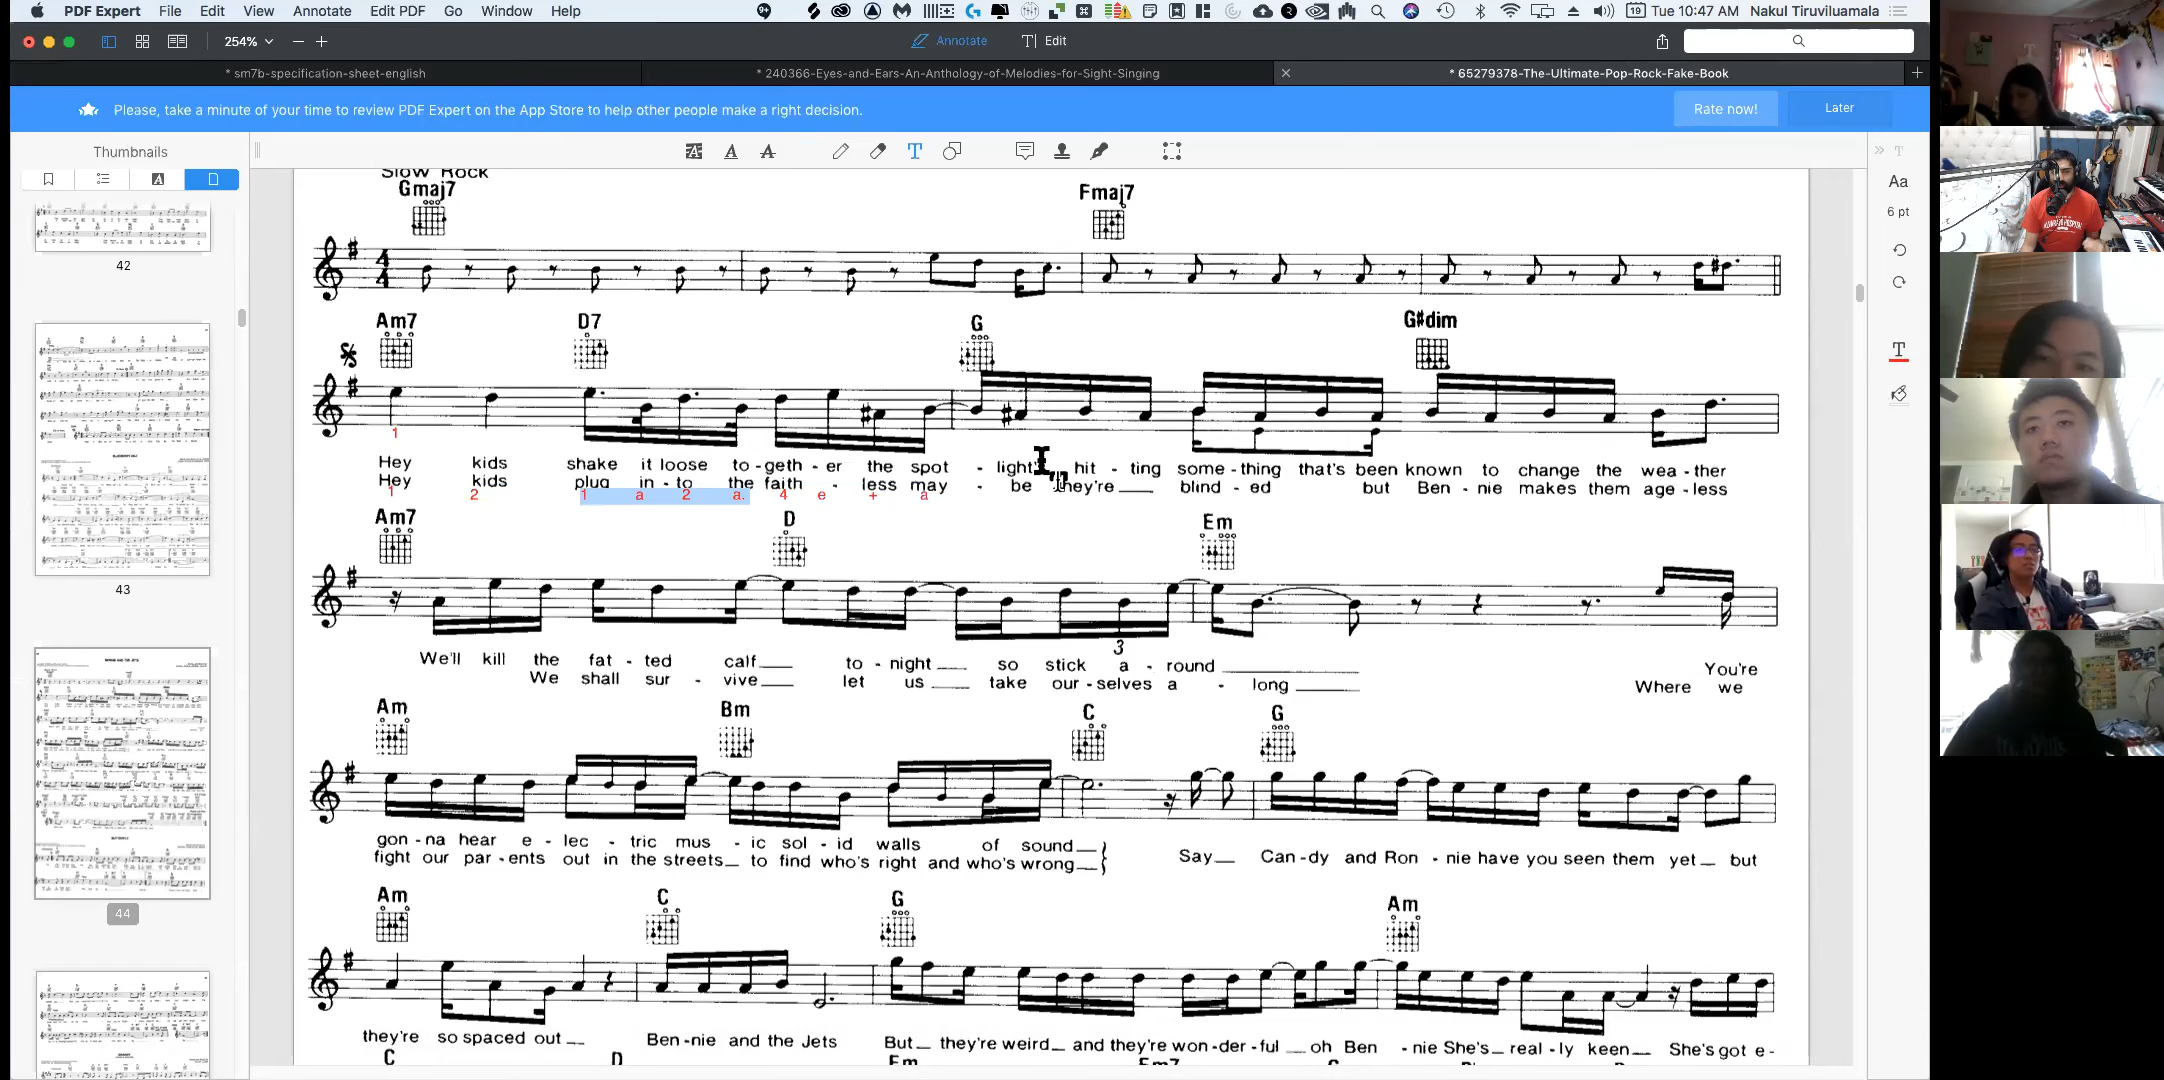 PDF Expert File Edit View Annotate Edit PDF Go Window Help
Tue 10:47 AM Nakul Tiruviluamala
254%
Annotate
Edit
* sm7b-specification-sheet-english
* 240366-Eyes-and-Ears-An-Anthology-of-Melodies-for-Sight-Singing
* 65279378-The-Ultimate-Pop-Rock-Fake-Book
Please, take a minute of your time to review PDF Expert on the App Store to help other people make a right decision.
Rate now!
Later
Thumbnails
42
43
44
Aa
6 pt
Slow Rock
Gmaj7 Fmaj7
4
4
Am7 D7 G G#dim
1
Hey kids shake it loose to-geth-er the spot - light's hit - ting some-thing that's been known to change the wea-ther
Hey kids plug in-to the faith - less may - be they're blind - ed but Ben - nie makes them age-less
1 2 1 a 2 a. 4 e + a
Am7 D Em
3
We'll kill the fat - ted calf to - night so stick a - round You're
We shall sur - vive let us take our-selves a - long Where we
Am Bm C G
gon-na hear e - lec - tric mus - ic sol - id walls of sound
fight our par-ents out in the streets to find who's right and who's wrong
Say Can-dy and Ron - nie have you seen them yet but
Am C G Am
they're so spaced out Ben-nie and the Jets But they're weird and they're won-der-ful oh Ben - nie She's real-ly keen She's got e-
C D Em Em7